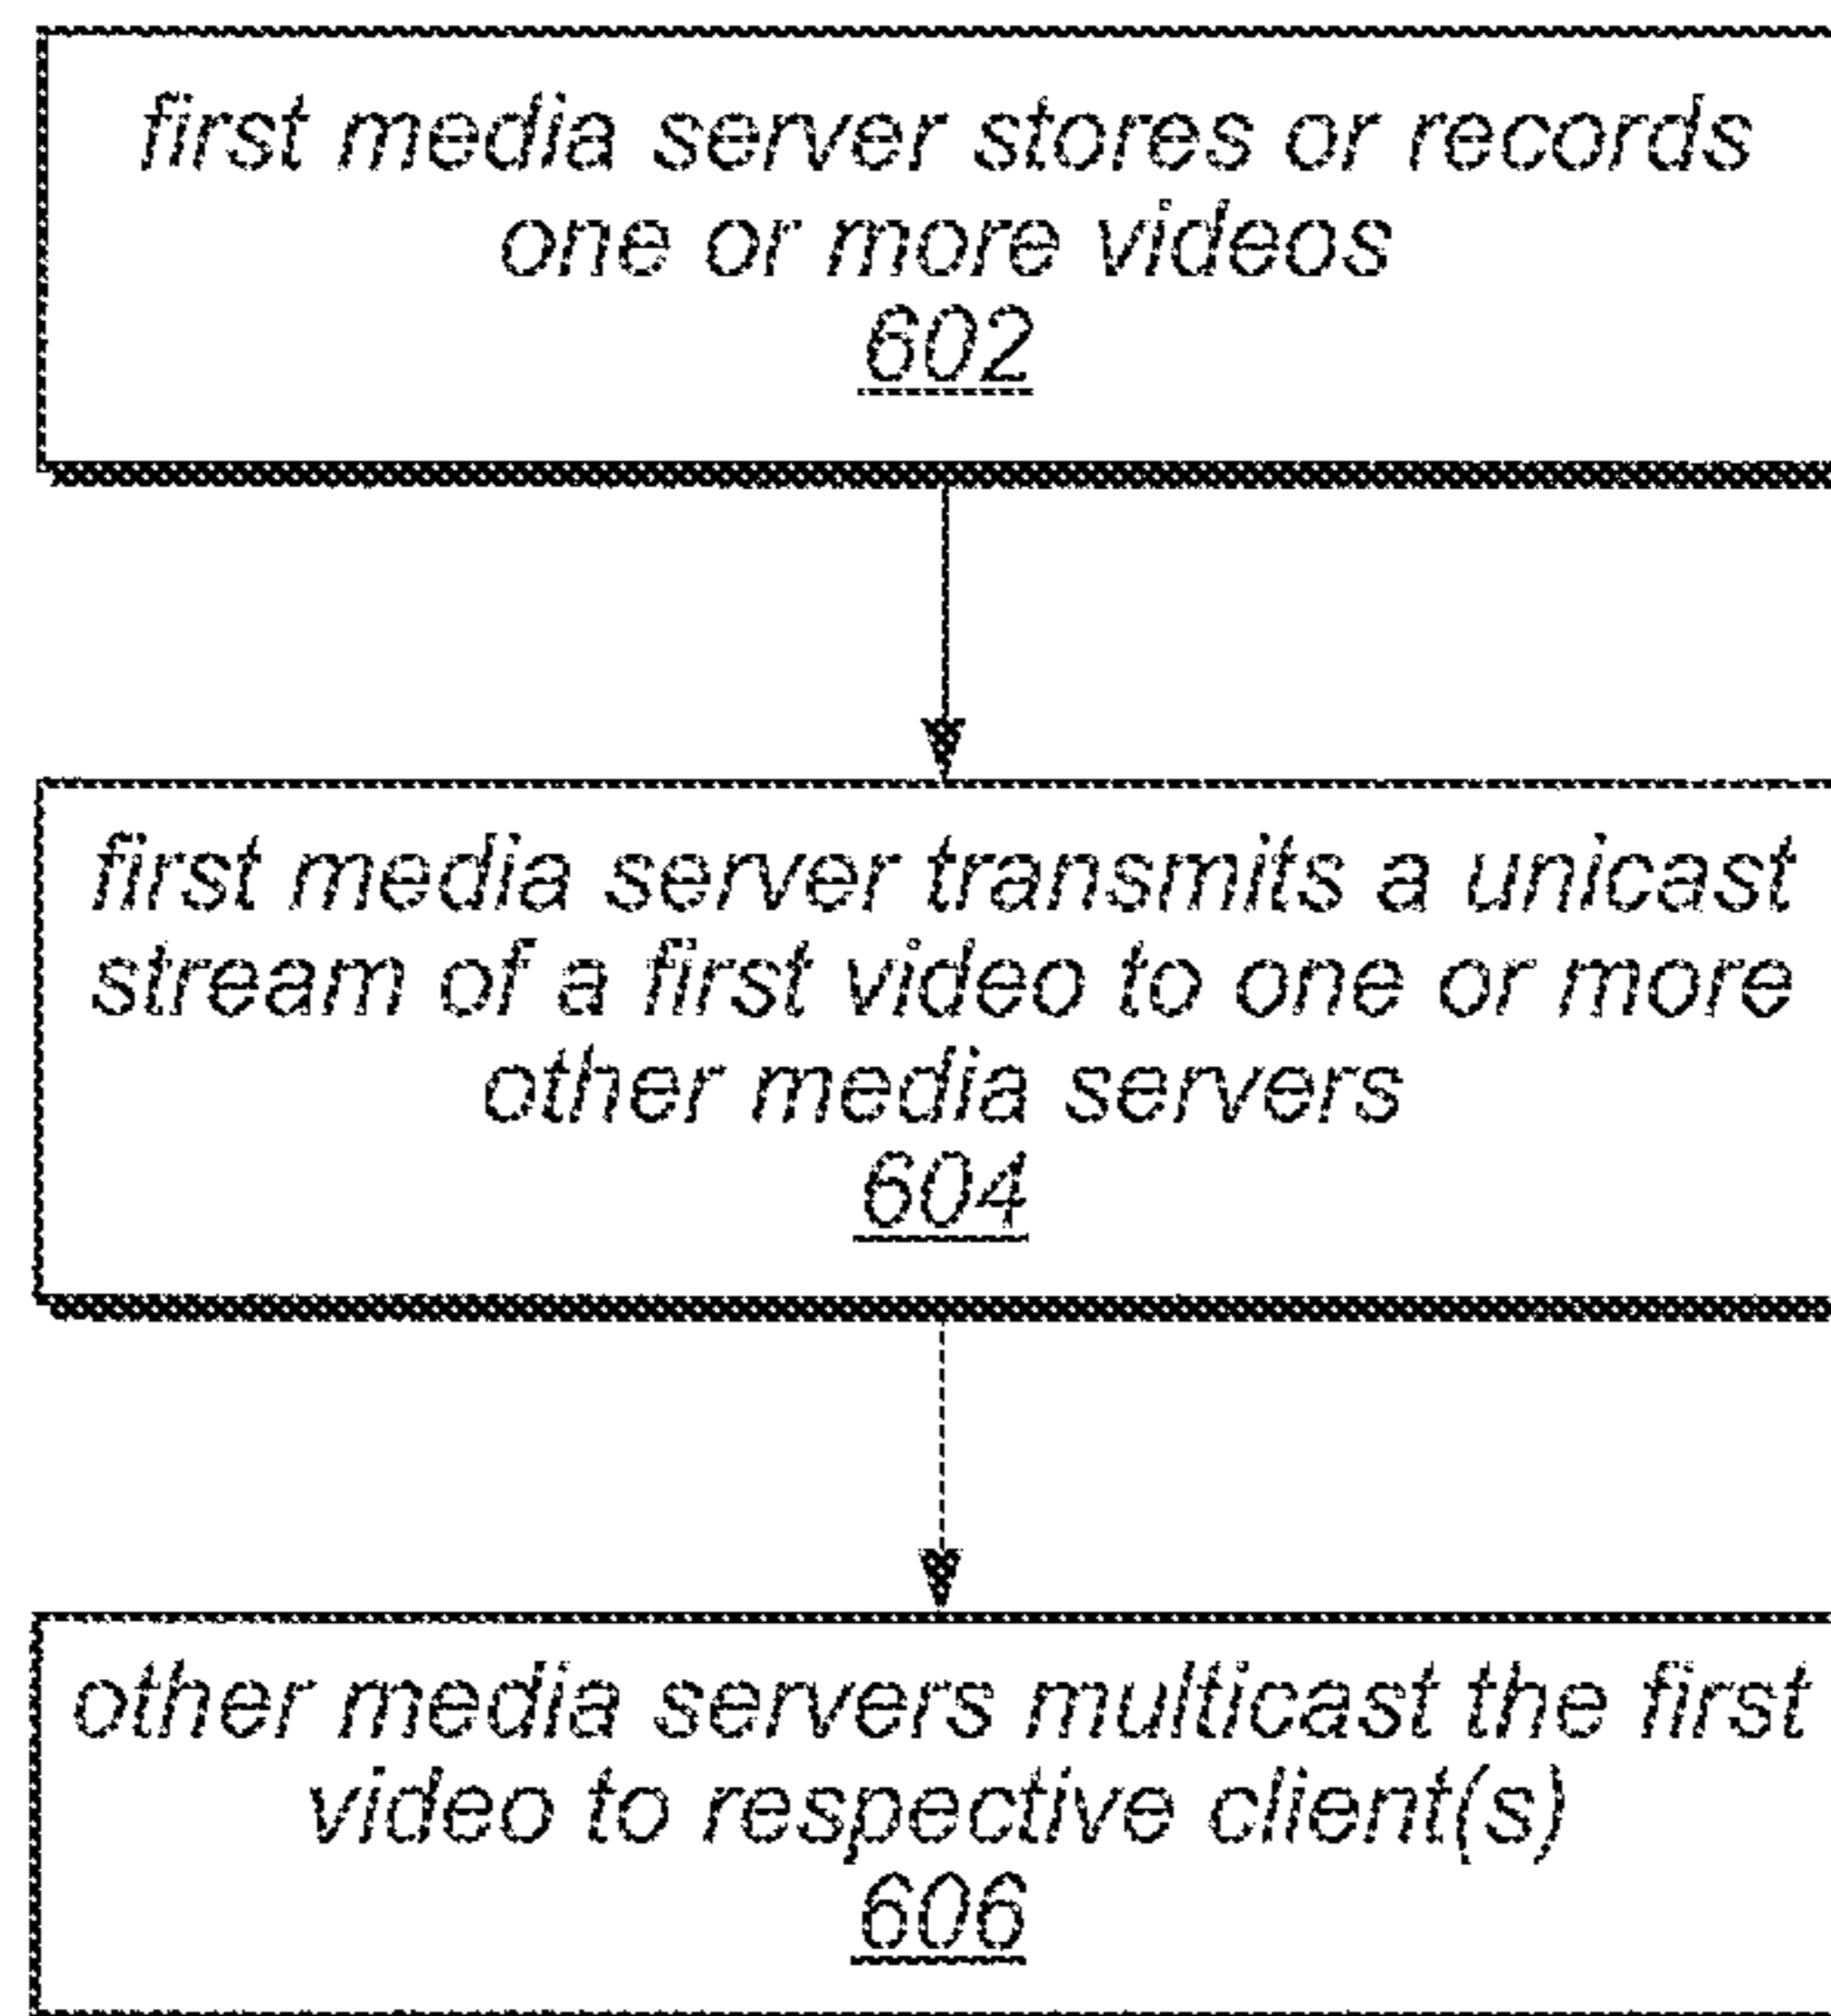 first media server stores or records
one or more videos
602
first media server transmits a unicast
stream of a first video to one or more
other media servers
604
other media servers multicast the first
video to respective client(s)
606